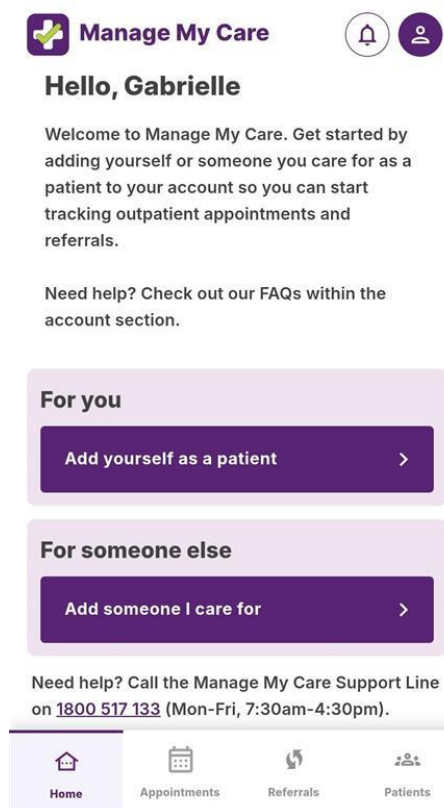 Manage My Care
Hello, Gabrielle
Welcome to Manage My Care. Get started by
adding yourself or someone you care for as a
patient to your account so you can start
tracking outpatient appointments and
referrals.
Need help? Check out our FAQs within the
account section.
For you
Add yourself as a patient
For someone else
Add someone I care for
Need help? Call the Manage My Care Support Line
on 1800 517 133 (Mon-Fri, 7:30am-4:30pm).
Home Appointments Referrals Patients